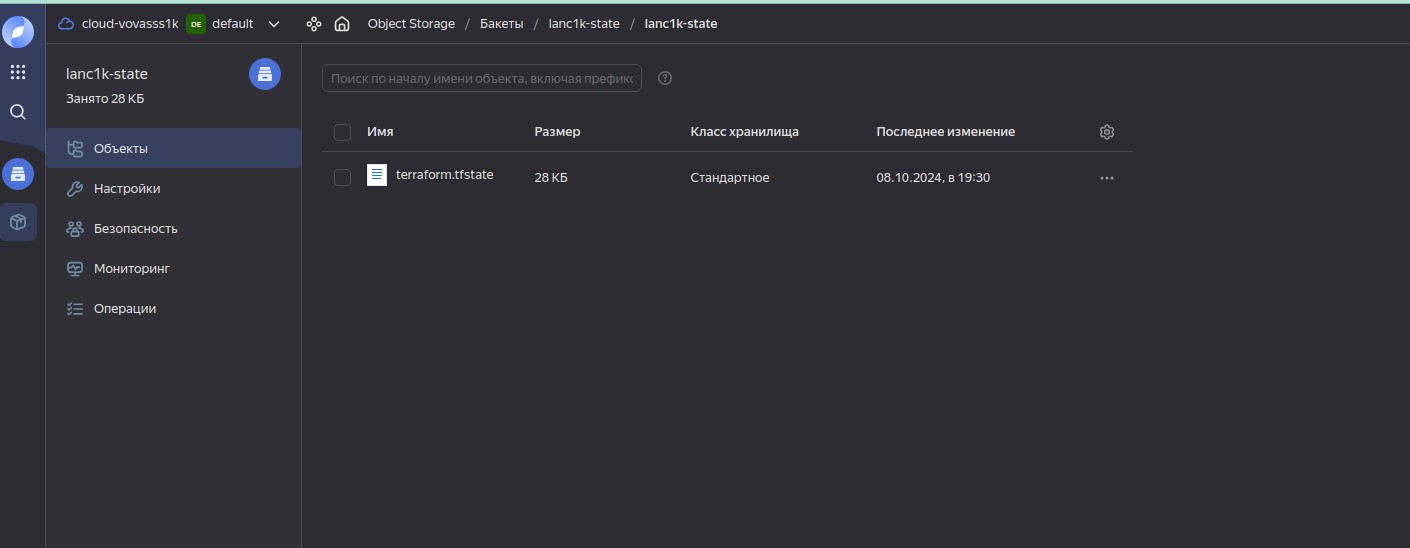 cloud-vovasss1k DE default Object Storage / Бакеты / lanc1k-state / lanc1k-state
lanc1k-state
Занято 28 КБ
Объекты
Настройки
Безопасность
Мониторинг
Операции
Поиск по началу имени объекта, включая префикс
Имя Размер Класс хранилища Последнее изменение
terraform.tfstate 28 КБ Стандартное 08.10.2024, в 19:30